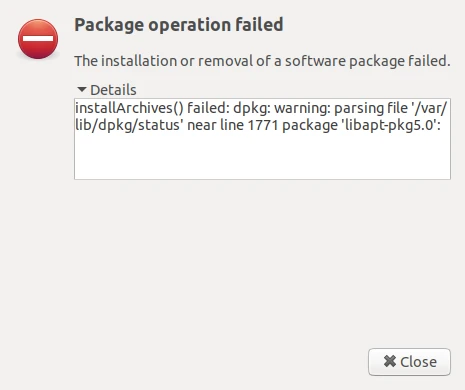 Package operation failed
The installation or removal of a software package failed.
Details
installArchives() failed: dpkg: warning: parsing file '/var/
lib/dpkg/status' near line 1771 package 'libapt-pkg5.0':
Close